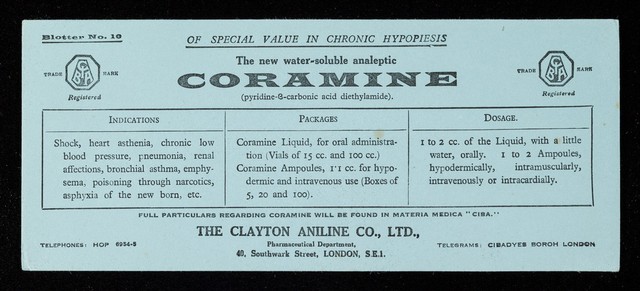 Blotter No. 10
OF SPECIAL VALUE IN CHRONIC HYPOPIESIS
The new water-soluble analeptic
TRADE MARK
CIBA
Registered
CORAMINE
TRADE MARK
CIBA
Registered
(pyridine-β-carbonic acid diethylamide).
INDICATIONS
Shock, heart asthenia, chronic low
blood pressure, pneumonia, renal
affections, bronchial asthma, emphy-
sema, poisoning through narcotics,
asphyxia of the new born, etc.
PACKAGES
Coramine Liquid, for oral administra-
tion (Vials of 15 cc. and 100 cc.)
Coramine Ampoules, 1·1 cc. for hypo-
dermic and intravenous use (Boxes of
5, 20 and 100).
DOSAGE.
1 to 2 cc. of the Liquid, with a little
water, orally. 1 to 2 Ampoules,
hypodermically, intramuscularly,
intravenously or intracardially.
FULL PARTICULARS REGARDING CORAMINE WILL BE FOUND IN MATERIA MEDICA "CIBA."
THE CLAYTON ANILINE CO., LTD.,
TELEPHONES: HOP 6954-5
Pharmaceutical Department,
TELEGRAMS: CIBADYES BOROH LONDON
40, Southwark Street, LONDON, S.E.1.